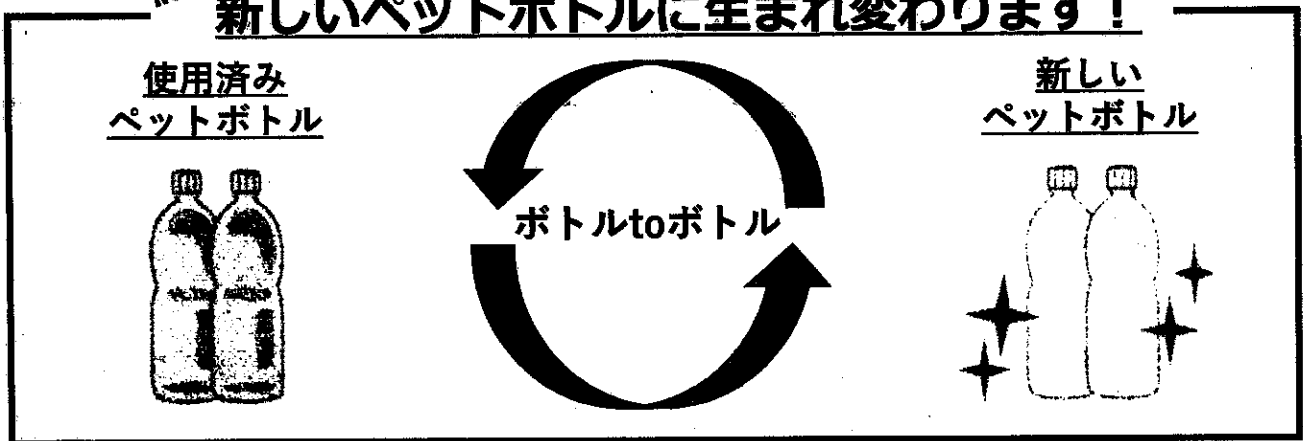 新しいペットボトルに生まれ変わります！
使用済み
ペットボトル
ボトルtoボトル
新しい
ペットボトル